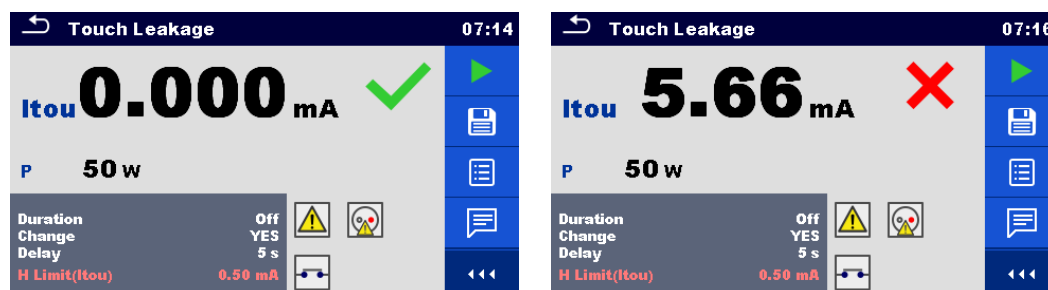 Touch Leakage 07:14
Itou 0.000 mA
P 50 w
Duration Off
Change YES
Delay 5 s
H Limit(Itou) 0.50 mA
Touch Leakage 07:16
Itou 5.66 mA
P 50 w
Duration Off
Change YES
Delay 5 s
H Limit(Itou) 0.50 mA